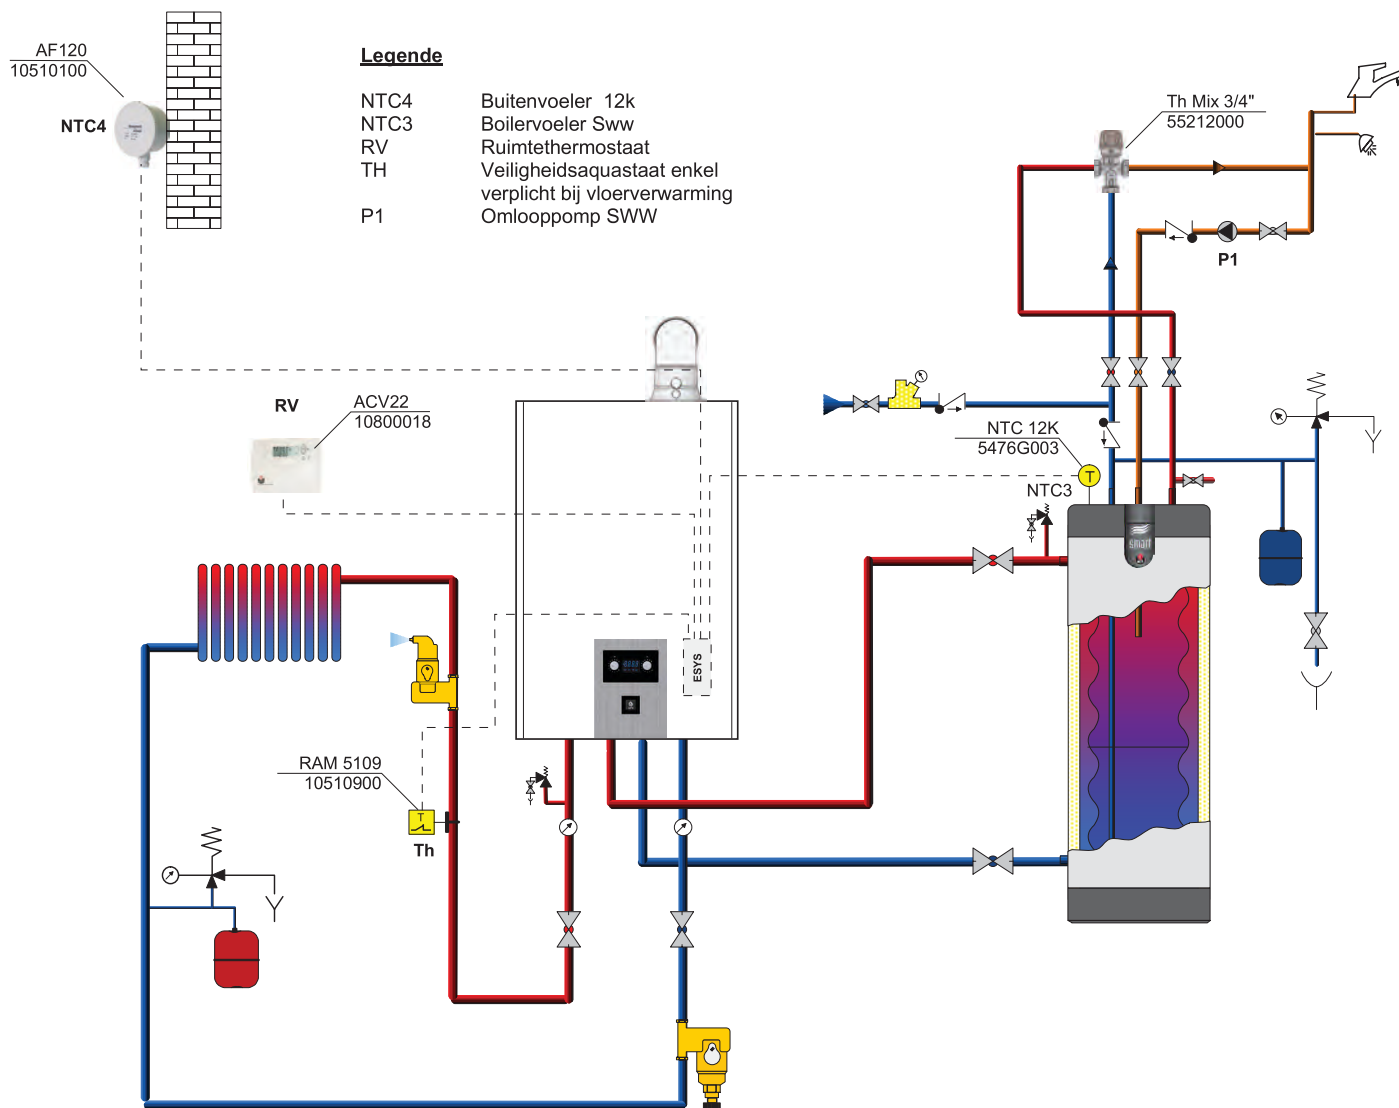 AF120
10510100
NTC4
Legende
NTC4 Buitenvoeler 12k
NTC3 Boilervoeler Sww
RV Ruimtethermostaat
TH Veiligheidsaquastaat enkel
verplicht bij vloerverwarming
P1 Omlooppomp SWW
Th Mix 3/4"
55212000
P1
RV
ACV22
10800018
NTC 12K
5476G003
T
NTC3
smart
ESYS
RAM 5109
10510900
T
Th